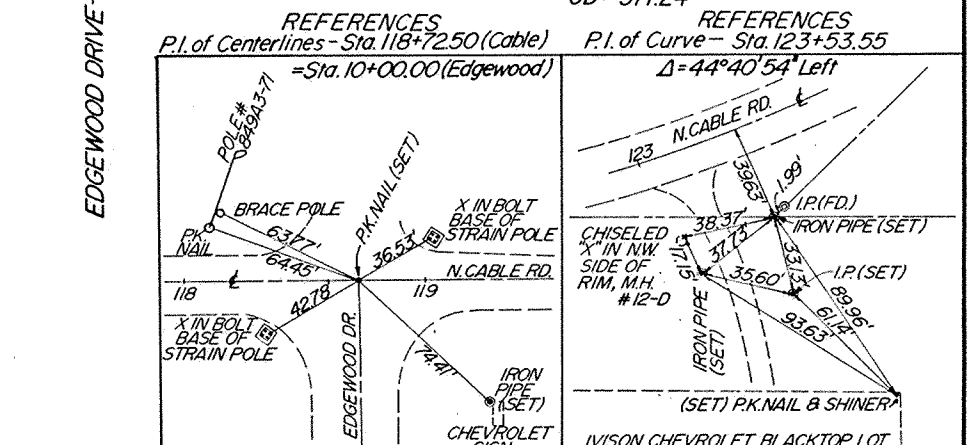 EDGEWOOD DRIVE-
REFERENCES
P.I. of Centerlines - Sta. 118+72.50 (Cable)
=Sta. 10+00.00 (Edgewood)
POLE#
849A3-71
P.K. NAIL (SET)
BRACE POLE
P.K.
NAIL
63.77'
64.45'
36.53'
X IN BOLT
BASE OF
STRAIN POLE
N. CABLE RD.
118
℄
119
42.78
X IN BOLT
BASE OF
STRAIN POLE
EDGEWOOD DR.
74.41'
IRON
PIPE
(SET)
CHEVROLET
REFERENCES
P.I. of Curve - Sta. 123+53.55
Δ=44°40'54" Left
N. CABLE RD.
℄
123
39.63'
1.99'
I.P. (FD.)
IRON PIPE (SET)
38.37'
37.73'
CHISELED
"X" IN N.W.
SIDE OF
RIM, M.H.
#12-D
17.15
33.13'
35.60'
I.P. (SET)
IRON PIPE
(SET)
89.96'
61.14'
93.63'
(SET) P.K. NAIL & SHINER
IVISON CHEVROLET BLACKTOP LOT